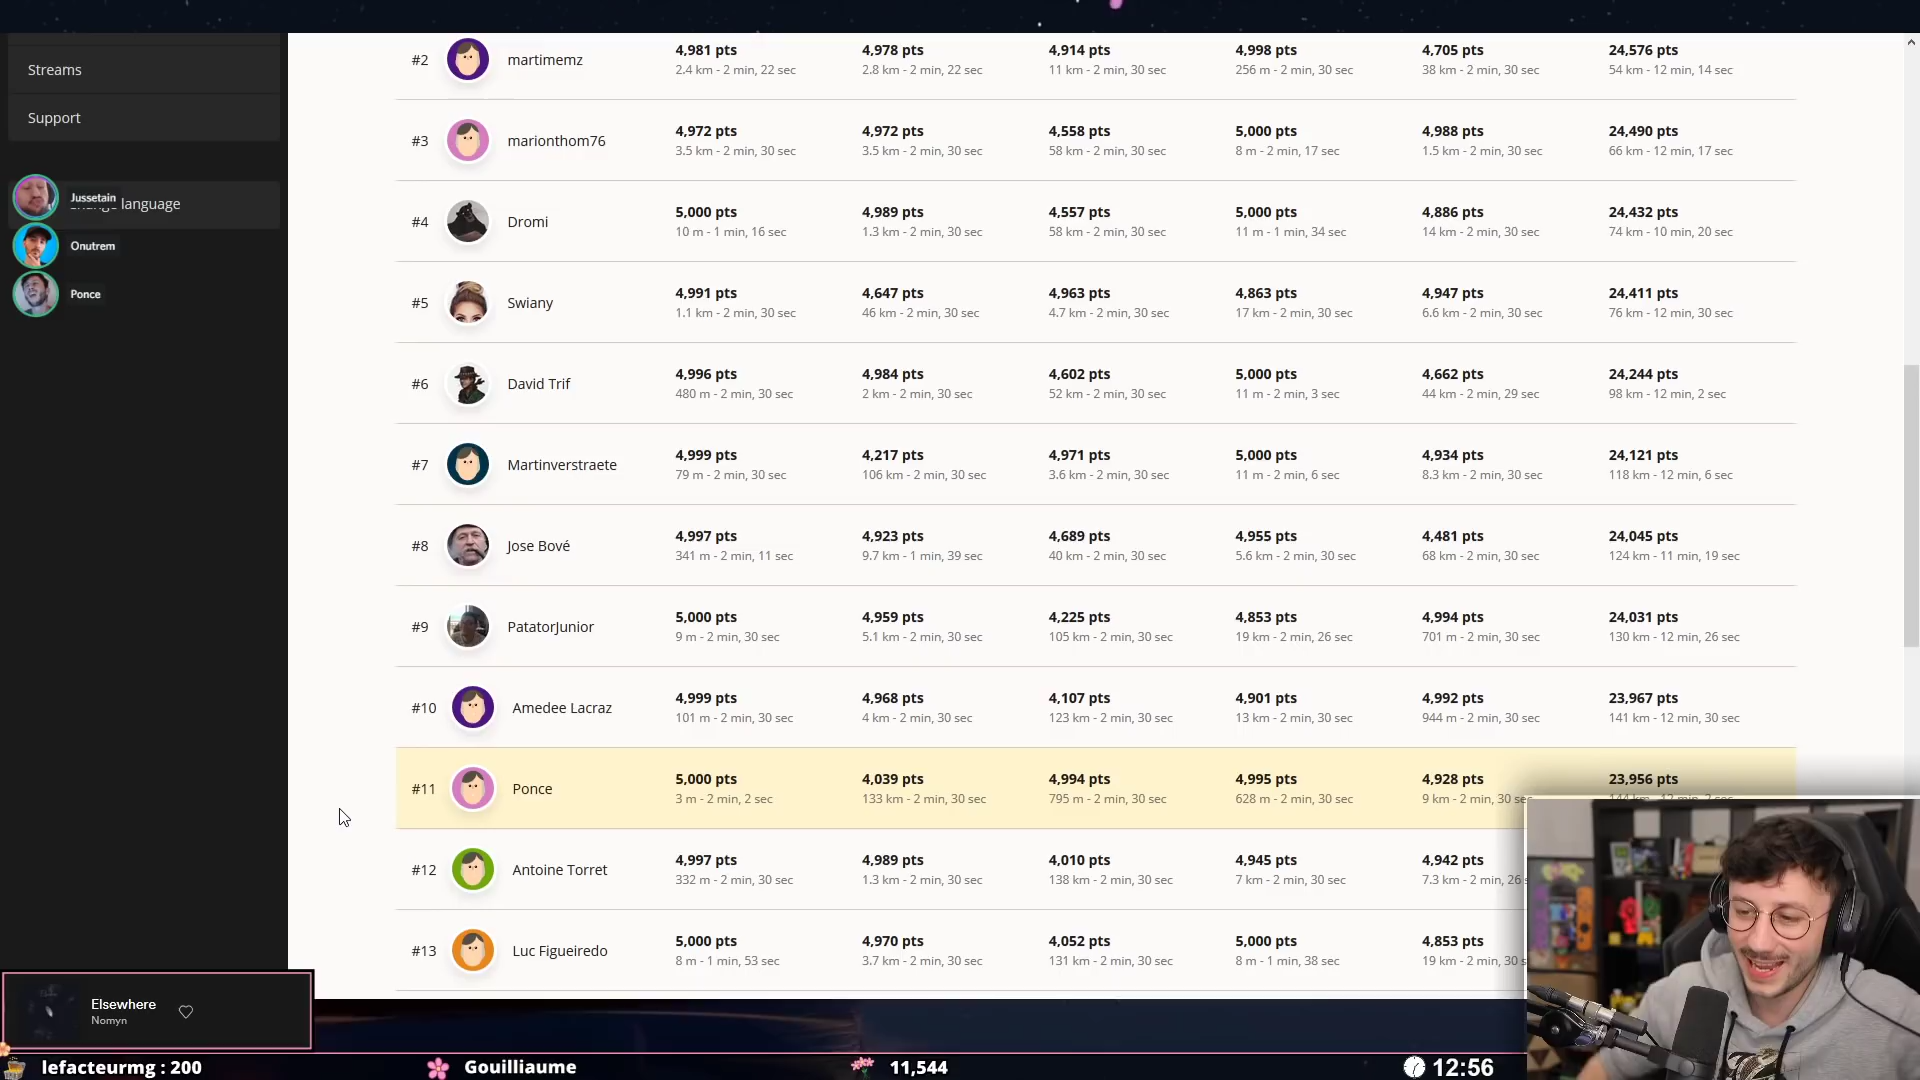 Streams
Support
Change language
Jussetain
Onutrem
Ponce
#2 martimemz 4,981 pts 4,978 pts 4,914 pts 4,998 pts 4,705 pts 24,576 pts
2.4 km - 2 min, 22 sec 2.8 km - 2 min, 22 sec 11 km - 2 min, 30 sec 256 m - 2 min, 30 sec 38 km - 2 min, 30 sec 54 km - 12 min, 14 sec
#3 marionthom76 4,972 pts 4,972 pts 4,558 pts 5,000 pts 4,988 pts 24,490 pts
3.5 km - 2 min, 30 sec 3.5 km - 2 min, 30 sec 58 km - 2 min, 30 sec 8 m - 2 min, 17 sec 1.5 km - 2 min, 30 sec 66 km - 12 min, 17 sec
#4 Dromi 5,000 pts 4,989 pts 4,557 pts 5,000 pts 4,886 pts 24,432 pts
10 m - 1 min, 16 sec 1.3 km - 2 min, 30 sec 58 km - 2 min, 30 sec 11 m - 1 min, 34 sec 14 km - 2 min, 30 sec 74 km - 10 min, 20 sec
#5 Swiany 4,991 pts 4,647 pts 4,963 pts 4,863 pts 4,947 pts 24,411 pts
1.1 km - 2 min, 30 sec 46 km - 2 min, 30 sec 4.7 km - 2 min, 30 sec 17 km - 2 min, 30 sec 6.6 km - 2 min, 30 sec 76 km - 12 min, 30 sec
#6 David Trif 4,996 pts 4,984 pts 4,602 pts 5,000 pts 4,662 pts 24,244 pts
480 m - 2 min, 30 sec 2 km - 2 min, 30 sec 52 km - 2 min, 30 sec 11 m - 2 min, 3 sec 44 km - 2 min, 29 sec 98 km - 12 min, 2 sec
#7 Martinverstraete 4,999 pts 4,217 pts 4,971 pts 5,000 pts 4,934 pts 24,121 pts
79 m - 2 min, 30 sec 106 km - 2 min, 30 sec 3.6 km - 2 min, 30 sec 11 m - 2 min, 6 sec 8.3 km - 2 min, 30 sec 118 km - 12 min, 6 sec
#8 Jose Bové 4,997 pts 4,923 pts 4,689 pts 4,955 pts 4,481 pts 24,045 pts
341 m - 2 min, 11 sec 9.7 km - 1 min, 39 sec 40 km - 2 min, 30 sec 5.6 km - 2 min, 30 sec 68 km - 2 min, 30 sec 124 km - 11 min, 19 sec
#9 PatatorJunior 5,000 pts 4,959 pts 4,225 pts 4,853 pts 4,994 pts 24,031 pts
9 m - 2 min, 30 sec 5.1 km - 2 min, 30 sec 105 km - 2 min, 30 sec 19 km - 2 min, 26 sec 701 m - 2 min, 30 sec 130 km - 12 min, 26 sec
#10 Amedee Lacraz 4,999 pts 4,968 pts 4,107 pts 4,901 pts 4,992 pts 23,967 pts
101 m - 2 min, 30 sec 4 km - 2 min, 30 sec 123 km - 2 min, 30 sec 13 km - 2 min, 30 sec 944 m - 2 min, 30 sec 141 km - 12 min, 30 sec
#11 Ponce 5,000 pts 4,039 pts 4,994 pts 4,995 pts 4,928 pts 23,956 pts
3 m - 2 min, 2 sec 133 km - 2 min, 30 sec 795 m - 2 min, 30 sec 628 m - 2 min, 30 sec 9 km - 2 min, 30 sec
#12 Antoine Torret 4,997 pts 4,989 pts 4,010 pts 4,945 pts 4,942 pts
332 m - 2 min, 30 sec 1.3 km - 2 min, 30 sec 138 km - 2 min, 30 sec 7 km - 2 min, 30 sec 7.3 km - 2 min, 26 s
#13 Luc Figueiredo 5,000 pts 4,970 pts 4,052 pts 5,000 pts 4,853 pts
8 m - 1 min, 53 sec 3.7 km - 2 min, 30 sec 131 km - 2 min, 30 sec 8 m - 1 min, 38 sec 19 km - 2 min, 30 s
Elsewhere
Nomyn
lefacteurmg : 200 Gouilliaume 11,544 12:56